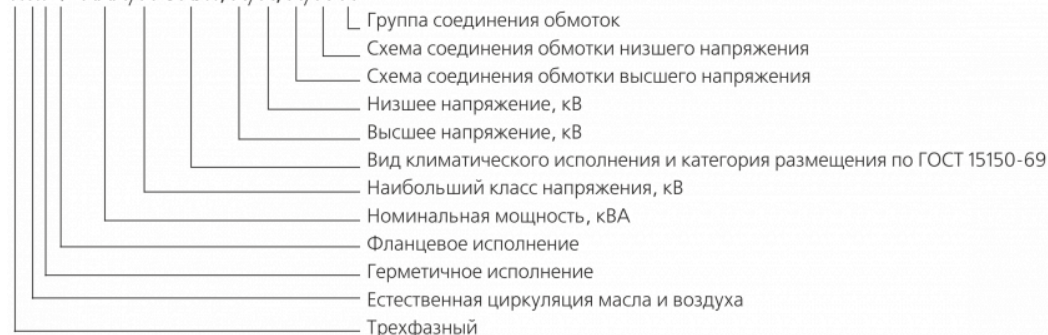 Группа соединения обмоток
Схема соединения обмотки низшего напряжения
Схема соединения обмотки высшего напряжения
Низшее напряжение, кВ
Высшее напряжение, кВ
Вид климатического исполнения и категория размещения по ГОСТ 15150-69
Наибольший класс напряжения, кВ
Номинальная мощность, кВА
Фланцевое исполнение
Герметичное исполнение
Естественная циркуляция масла и воздуха
Трехфазный